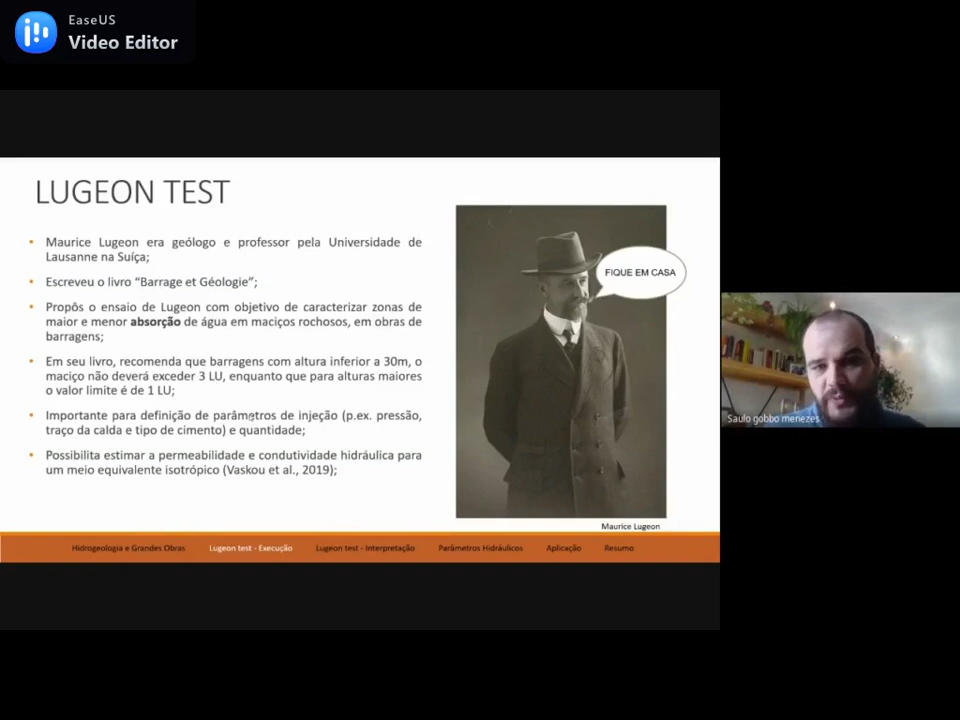 EaseUS
Video Editor
LUGEON TEST
• Maurice Lugeon era geólogo e professor pela Universidade de
Lausanne na Suíça;
• Escreveu o livro “Barrage et Géologie”;
• Propôs o ensaio de Lugeon com objetivo de caracterizar zonas de
maior e menor absorção de água em maciços rochosos, em obras de
barragens;
• Em seu livro, recomenda que barragens com altura inferior a 30m, o
maciço não deverá exceder 3 LU, enquanto que para alturas maiores
o valor limite é de 1 LU;
• Importante para definição de parâmetros de injeção (p.ex. pressão,
traço da calda e tipo de cimento) e quantidade;
• Possibilita estimar a permeabilidade e condutividade hidráulica para
um meio equivalente isotrópico (Vaskou et al., 2019);
FIQUE EM CASA
Maurice Lugeon
Saulo gobbo menezes
Hidrogeologia e Grandes Obras Lugeon test - Execução Lugeon test - Interpretação Parâmetros Hidráulicos Aplicação Resumo